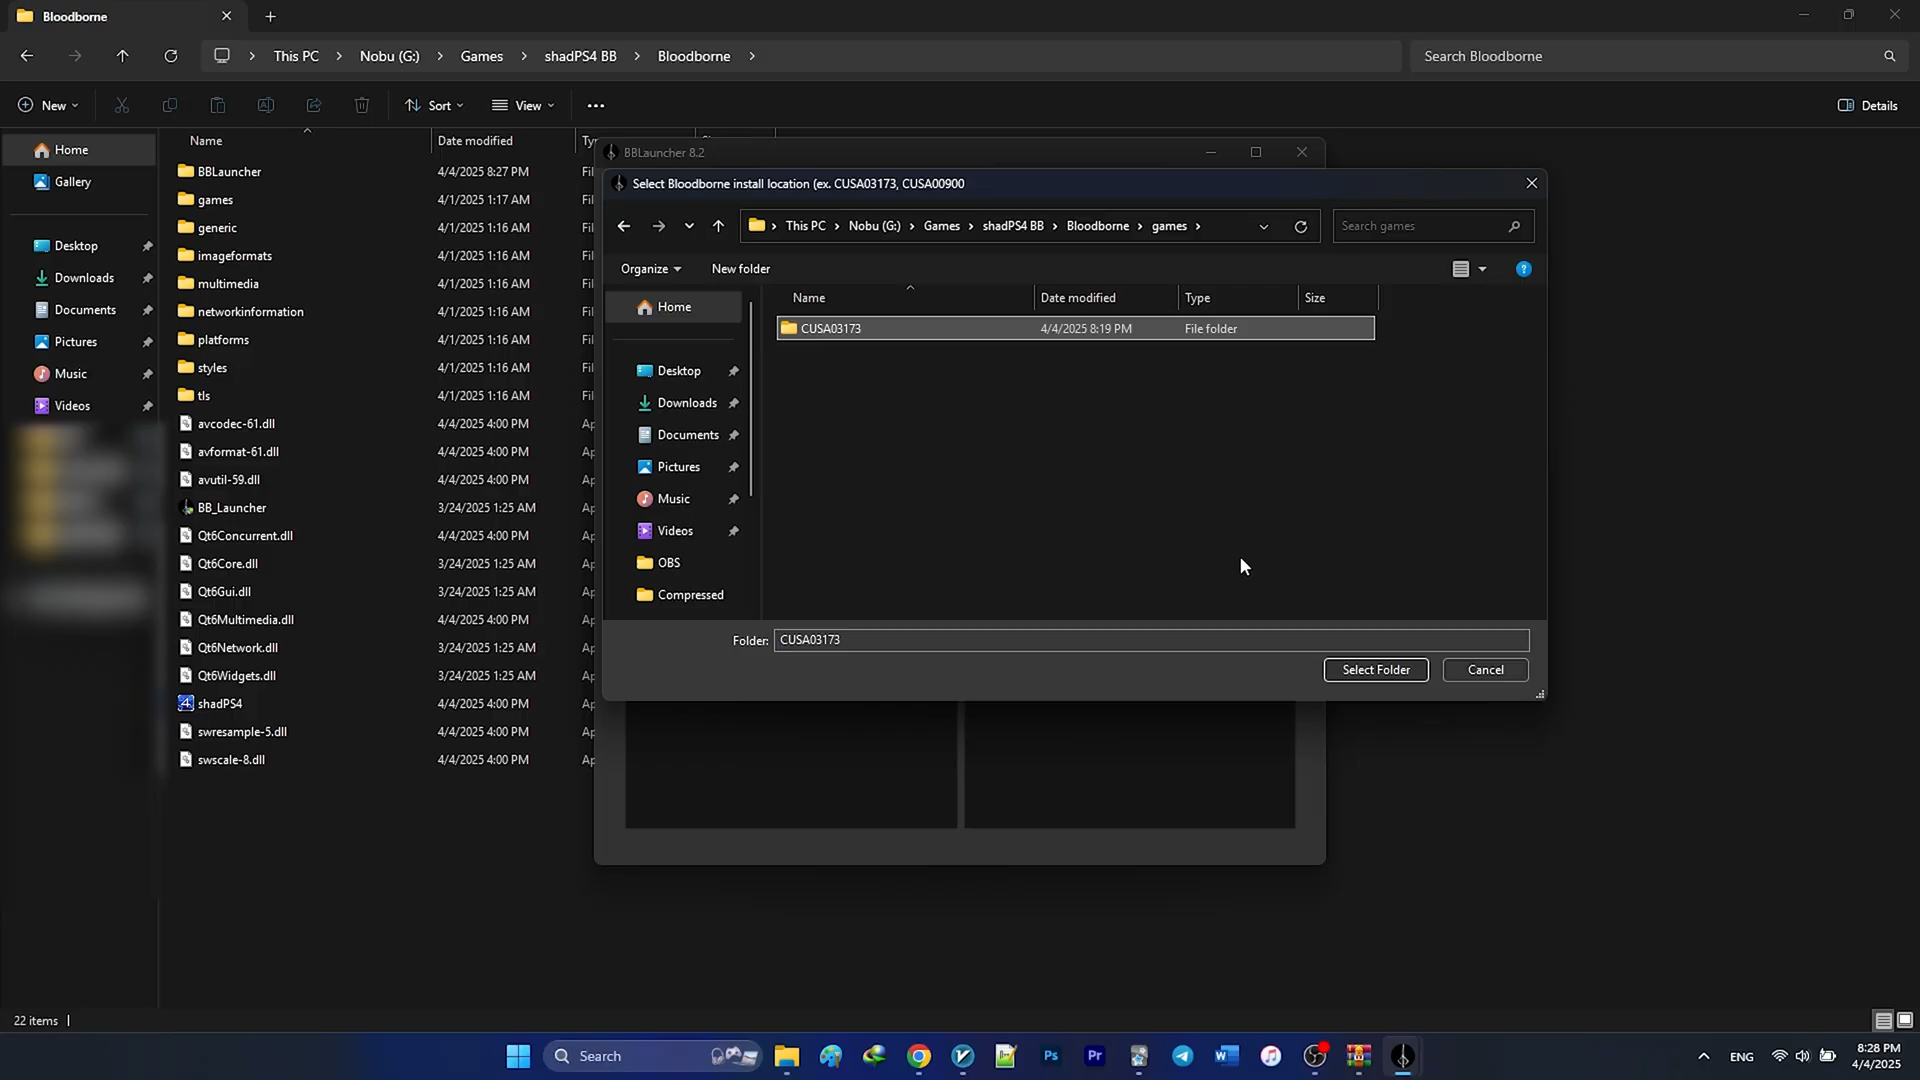 Bloodborne
This PC > Nobu (G:) > Games > shadPS4 BB > Bloodborne >
Search Bloodborne
New
Sort
View
Details
Home
Gallery
Desktop
Downloads
Documents
Pictures
Music
Videos
Name Date modified
BBLauncher 4/4/2025 8:27 PM
games 4/1/2025 1:17 AM
generic 4/1/2025 1:16 AM
imageformats 4/1/2025 1:16 AM
multimedia 4/1/2025 1:16 AM
networkinformation 4/1/2025 1:16 AM
platforms 4/1/2025 1:16 AM
styles 4/1/2025 1:16 AM
tls 4/1/2025 1:16 AM
avcodec-61.dll 4/4/2025 4:00 PM
avformat-61.dll 4/4/2025 4:00 PM
avutil-59.dll 4/4/2025 4:00 PM
BB_Launcher 3/24/2025 1:25 AM
Qt6Concurrent.dll 4/4/2025 4:00 PM
Qt6Core.dll 3/24/2025 1:25 AM
Qt6Gui.dll 3/24/2025 1:25 AM
Qt6Multimedia.dll 4/4/2025 4:00 PM
Qt6Network.dll 3/24/2025 1:25 AM
Qt6Widgets.dll 3/24/2025 1:25 AM
shadPS4 4/4/2025 4:00 PM
swresample-5.dll 4/4/2025 4:00 PM
swscale-8.dll 4/4/2025 4:00 PM
BBLauncher 8.2
Select Bloodborne install location (ex. CUSA03173, CUSA00900
This PC > Nobu (G:) > Games > shadPS4 BB > Bloodborne > games >
Search games
Organize
New folder
Home
Desktop
Downloads
Documents
Pictures
Music
Videos
OBS
Compressed
Name Date modified Type Size
CUSA03173 4/4/2025 8:19 PM File folder
Folder: CUSA03173
Select Folder
Cancel
22 items
Search
Ps
Pr
ENG
8:28 PM
4/4/2025